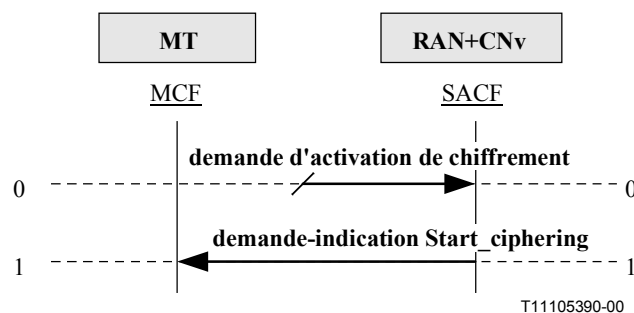 MT RAN+CNv
MCF SACF
demande d'activation de chiffrement
0 0
demande-indication Start_ciphering
1 1
T11105390-00